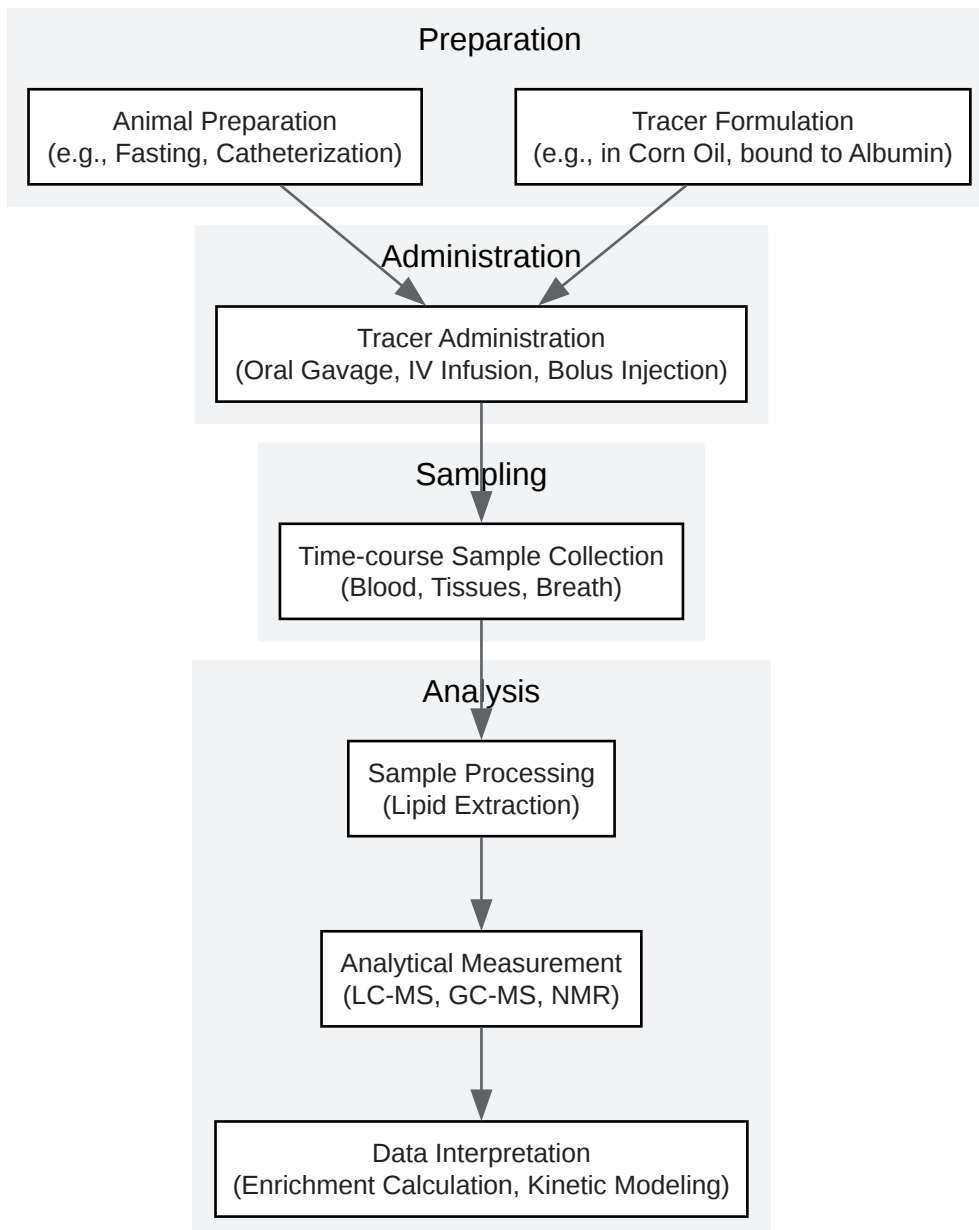 Preparation
Animal Preparation
(e.g., Fasting, Catheterization)
Tracer Formulation
(e.g., in Corn Oil, bound to Albumin)
Administration
Tracer Administration
(Oral Gavage, IV Infusion, Bolus Injection)
Sampling
Time-course Sample Collection
(Blood, Tissues, Breath)
Analysis
Sample Processing
(Lipid Extraction)
Analytical Measurement
(LC-MS, GC-MS, NMR)
Data Interpretation
(Enrichment Calculation, Kinetic Modeling)